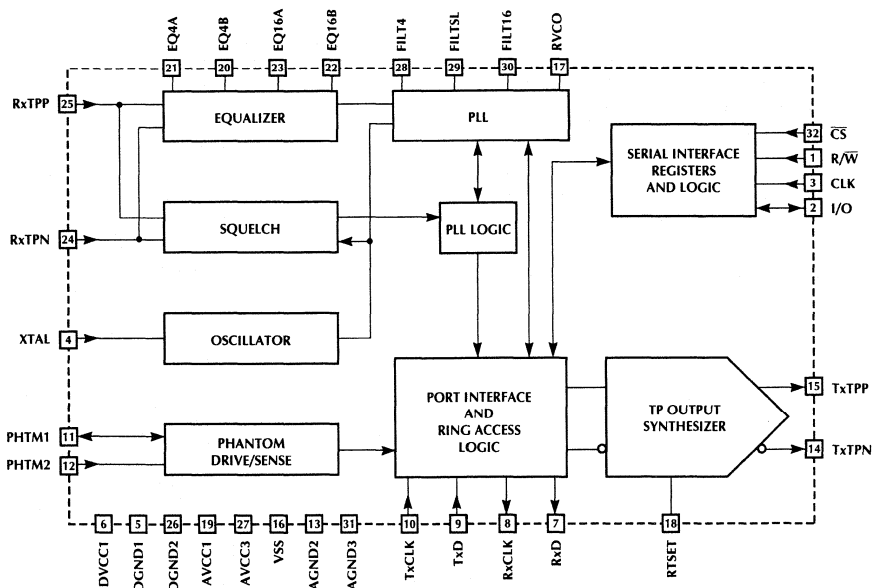 EQ4A
EQ4B
EQ16A
EQ16B
FILT4
FILTSL
FILT16
RVCO
21
20
23
22
28
29
30
17
RxTPP
25
EQUALIZER
PLL
SERIAL INTERFACE
REGISTERS
AND LOGIC
32
CS
1
R/W
3
CLK
2
I/O
RxTPN
24
SQUELCH
PLL LOGIC
XTAL
4
OSCILLATOR
PORT INTERFACE
AND
RING ACCESS
LOGIC
TP OUTPUT
SYNTHESIZER
15
TxTPP
14
TxTPN
PHTM1
11
PHTM2
12
PHANTOM
DRIVE/SENSE
6
5
26
19
27
16
13
31
10
9
8
7
18
DVCC1
DGND1
DGND2
AVCC1
AVCC3
VSS
AGND2
AGND3
TxCLK
TxD
RxCLK
RxD
RTSET